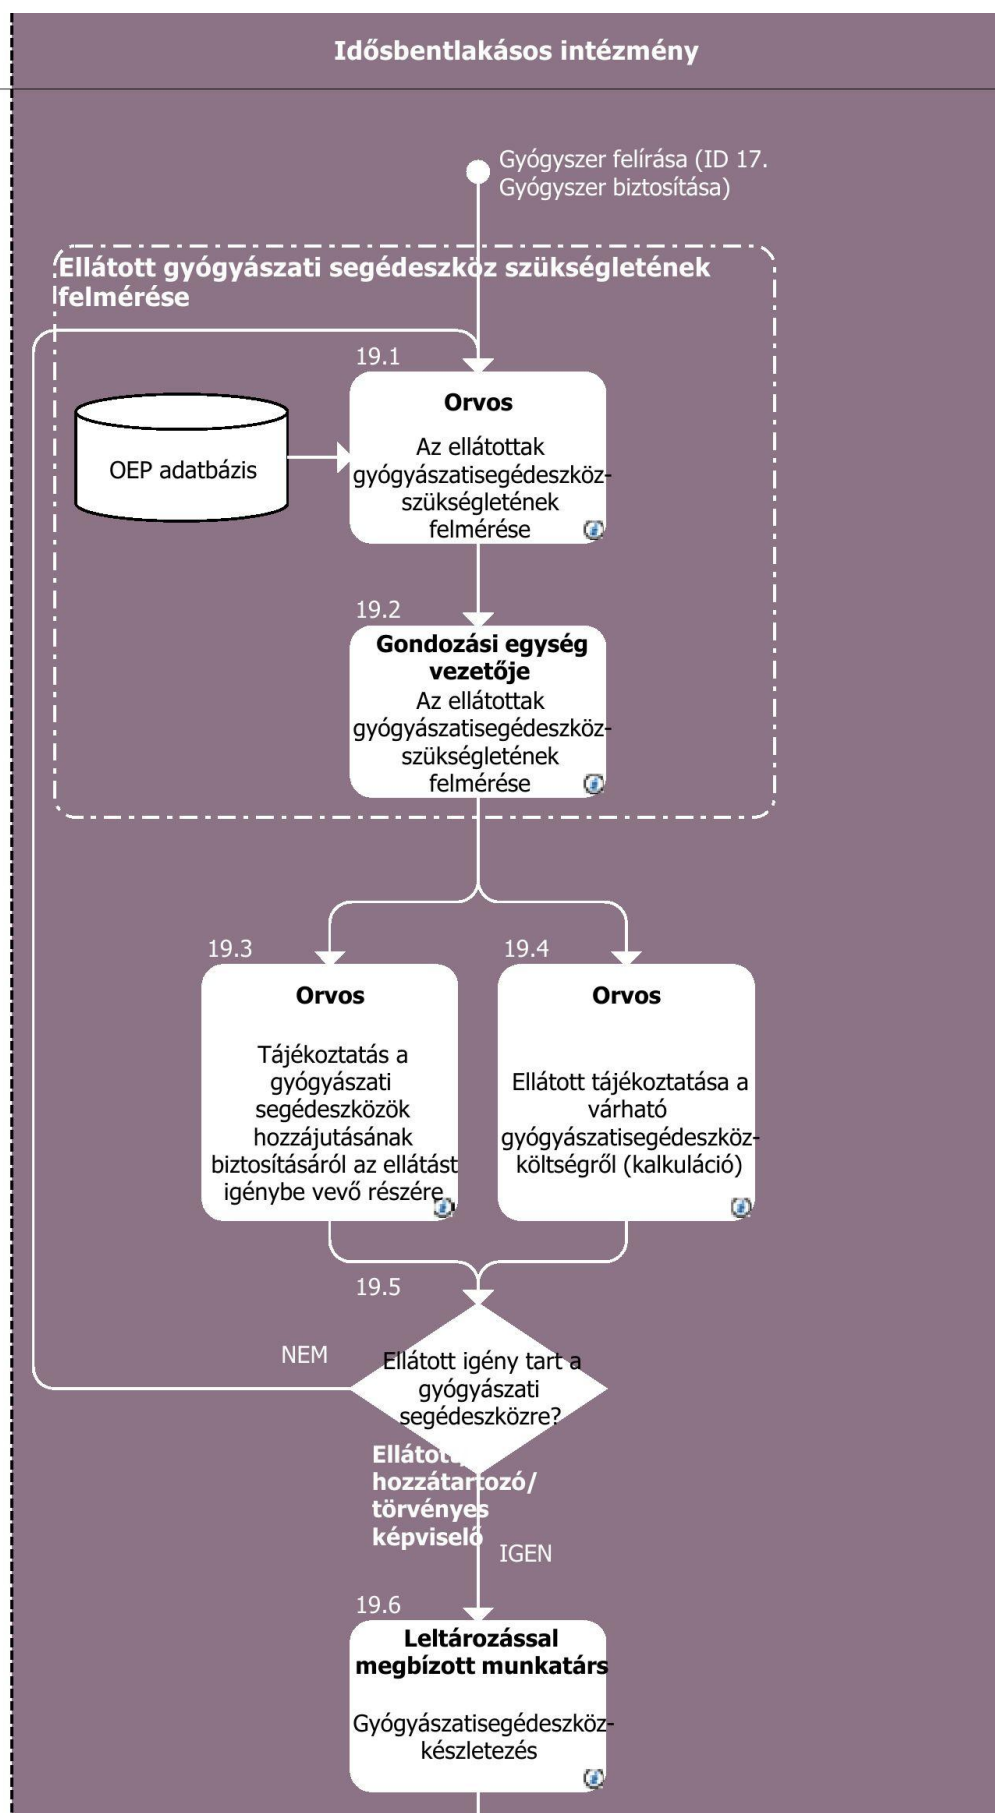 Idősbentlakásos intézmény
Gyógyszer felírása (ID 17.
Gyógyszer biztosítása)
Ellátott gyógyászati segédeszköz szükségletének
felmérése
19.1
Orvos
Az ellátottak
gyógyászatisegédeszköz-
szükségletének
felmérése
OEP adatbázis
19.2
Gondozási egység
vezetője
Az ellátottak
gyógyászatisegédeszköz-
szükségletének
felmérése
19.3
Orvos
Tájékoztatás a
gyógyászati
segédeszközök
hozzájutásának
biztosításáról az ellátást
igénybe vevő részére
19.4
Orvos
Ellátott tájékoztatása a
várható
gyógyászatisegédeszköz-
költségről (kalkuláció)
19.5
NEM
Ellátott igény tart a
gyógyászati
segédeszközre?
Ellátott,
hozzátartozó/
törvényes
képviselő
IGEN
19.6
Leltározással
megbízott munkatárs
Gyógyászatisegédeszköz-
készletezés